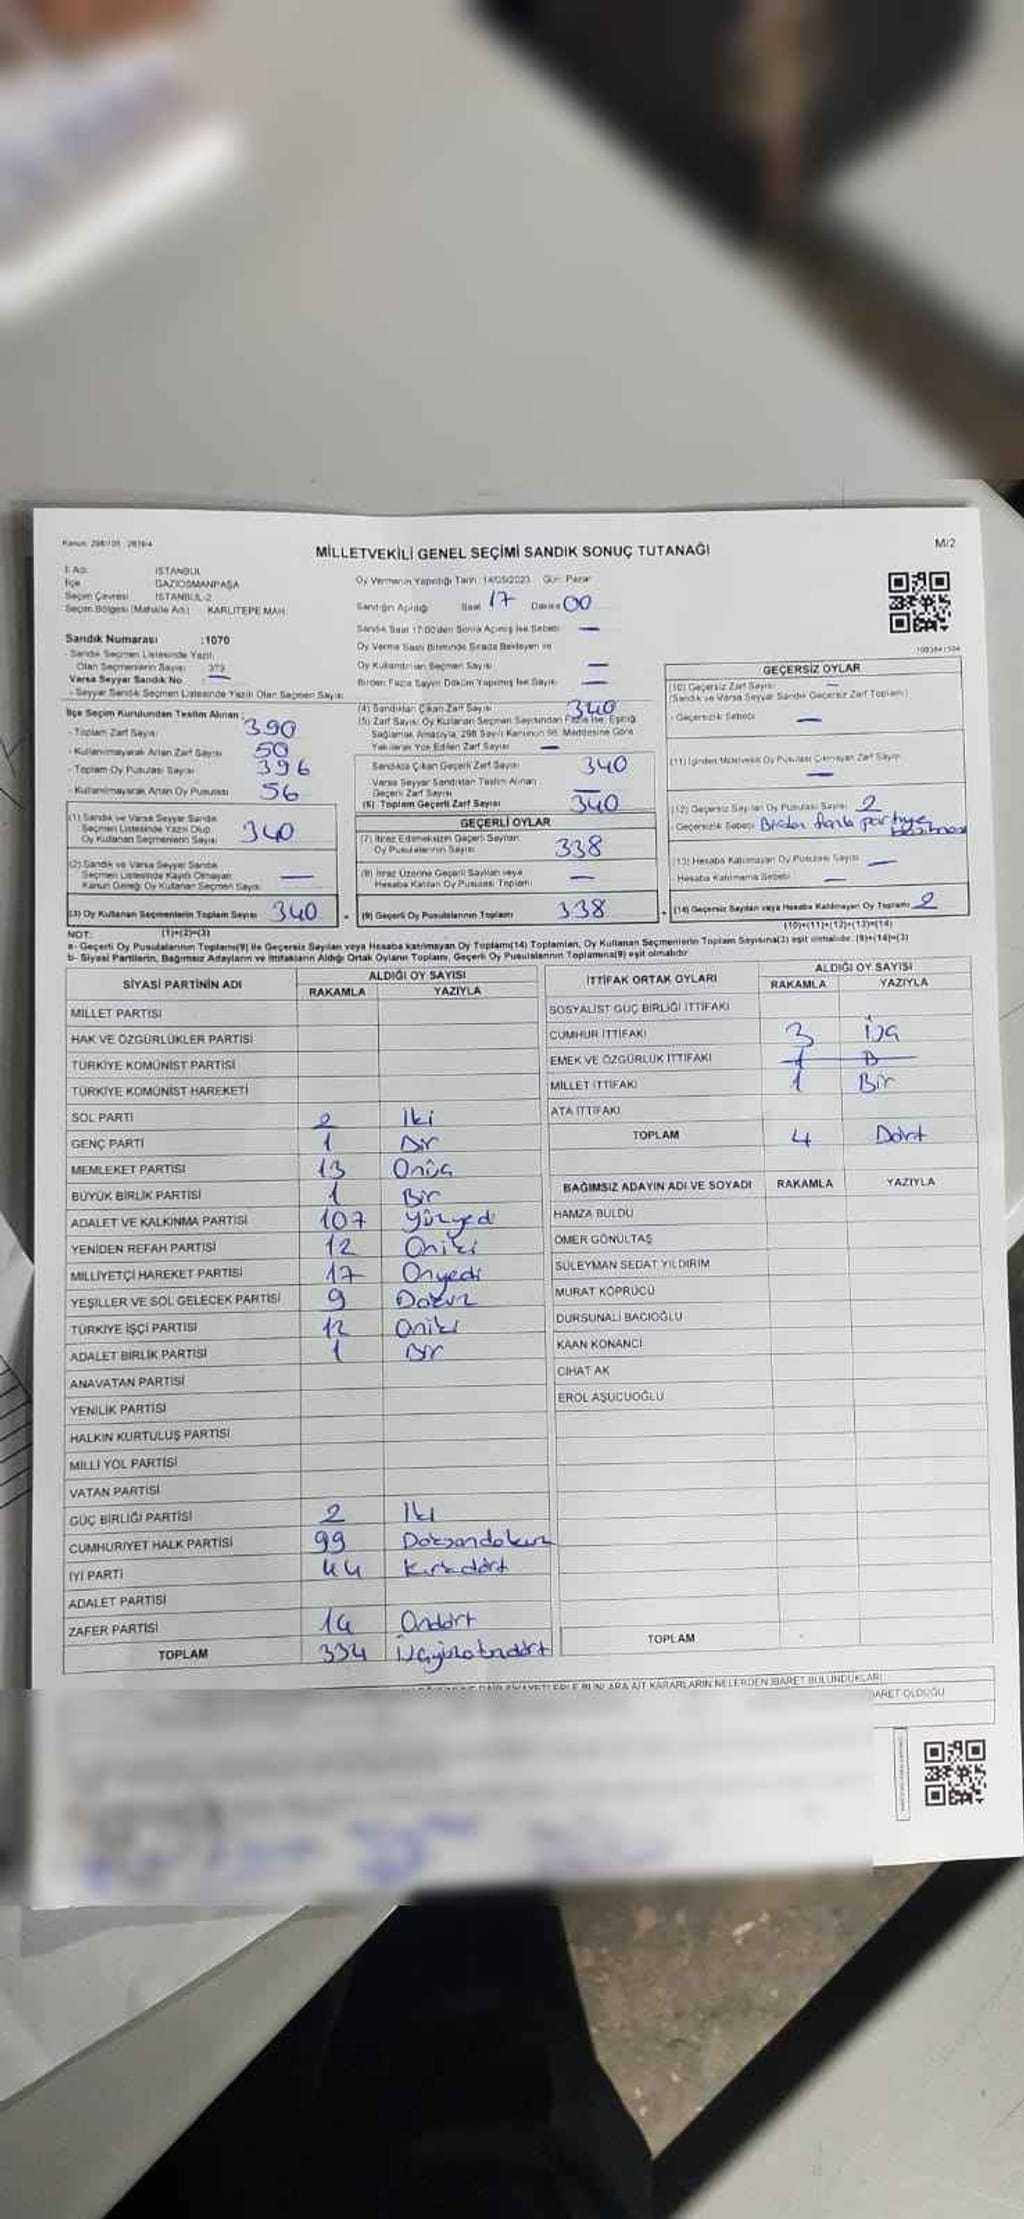 Kanun: 298/105 ; 2839/4
MİLLETVEKİLİ GENEL SEÇİMİ SANDIK SONUÇ TUTANAĞI
M/2
İl Adı: İSTANBUL
İlçe GAZİOSMANPAŞA
Seçim Çevresi İSTANBUL-2
Seçim Bölgesi (Mahalle Adı) KARLITEPE MAH.
Oy Vermenin Yapıldığı Tarih: 14/05/2023 Gün: Pazar
Sandığın Açıldığı Saat 17 Dakika 00
Sandık Saat 17:00'den Sonra Açılmış İse Sebebi —
Oy Verme Saati Bitiminde Sırada Bekleyen ve
Oy Kullandırılan Seçmen Sayısı —
Birden Fazla Sayım Döküm Yapılmış İse Sayısı —
Sandık Numarası :1070
- Sandık Seçmen Listesinde Yazılı
Olan Seçmenlerin Sayısı 373
Varsa Seyyar Sandık No —
- Seyyar Sandık Seçmen Listesinde Yazılı Olan Seçmen Sayısı
İlçe Seçim Kurulundan Teslim Alınan
- Toplam Zarf Sayısı 390
- Kullanılmayarak Artan Zarf Sayısı 50
- Toplam Oy Pusulası Sayısı 396
- Kullanılmayarak Artan Oy Pusulası 56
(1) Sandık ve Varsa Seyyar Sandık
Seçmen Listesinde Yazılı Olup
Oy Kullanan Seçmenlerin Sayısı 340
(2) Sandık ve Varsa Seyyar Sandık
Seçmen Listesinde Kayıtlı Olmayan
Kanun Gereği Oy Kullanan Seçmen Sayısı —
(3) Oy Kullanan Seçmenlerin Toplam Sayısı 340
(4) Sandıktan Çıkan Zarf Sayısı 340
(5) Zarf Sayısı Oy Kullanan Seçmen Sayısından Fazla İse, Eşitliği
Sağlamak Amacıyla, 298 Sayılı Kanunun 98. Maddesine Göre
Yakılarak Yok Edilen Zarf Sayısı —
Sandıkta Çıkan Geçerli Zarf Sayısı 340
Varsa Seyyar Sandıktan Teslim Alınan
Geçerli Zarf Sayısı —
(6) Toplam Geçerli Zarf Sayısı 340
GEÇERLİ OYLAR
(7) İtiraz Edilmeksizin Geçerli Sayılan
Oy Pusulalarının Sayısı 338
(8) İtiraz Üzerine Geçerli Sayılan veya
Hesaba Katılan Oy Pusulası Toplamı —
(9) Geçerli Oy Pusulalarının Toplamı 338
GEÇERSİZ OYLAR
(10) Geçersiz Zarf Sayısı —
(Sandık ve Varsa Seyyar Sandık Geçersiz Zarf Toplamı)
- Geçersizlik Sebebi —
(11) İçinden Milletvekili Oy Pusulası Çıkmayan Zarf Sayısı
—
(12) Geçersiz Sayılan Oy Pusulası Sayısı 2
- Geçersizlik Sebebi Birden fazla partiye
(13) Hesaba Katılmayan Oy Pusulası Sayısı —
- Hesaba Katılmama Sebebi —
(14) Geçersiz Sayılan veya Hesaba Katılmayan Oy Toplamı 2
NOT: (1)+(2)=(3)
(10)+(11)+(12)+(13)=(14)
a- Geçerli Oy Pusulalarının Toplamı(9) ile Geçersiz Sayılan veya Hesaba katılmayan Oy Toplamı(14) Toplamları, Oy Kullanan Seçmenlerin Toplam Sayısına(3) eşit olmalıdır. (9)+(14)=(3)
b- Siyasi Partilerin, Bağımsız Adayların ve İttifakların Aldığı Ortak Oyların Toplamı, Geçerli Oy Pusulalarının Toplamına(9) eşit olmalıdır
SİYASİ PARTİNİN ADI ALDIĞI OY SAYISI
RAKAMLA YAZIYLA
MİLLET PARTİSİ
HAK VE ÖZGÜRLÜKLER PARTİSİ
TÜRKİYE KOMÜNİST PARTİSİ
TÜRKİYE KOMÜNİST HAREKETİ
SOL PARTİ 2 İki
GENÇ PARTİ 1 Bir
MEMLEKET PARTİSİ 13 Onüç
BÜYÜK BİRLİK PARTİSİ 1 Bir
ADALET VE KALKINMA PARTİSİ 107 Yüzyedi
YENİDEN REFAH PARTİSİ 12 Oniki
MİLLİYETÇİ HAREKET PARTİSİ 17 Onyedi
YEŞİLLER VE SOL GELECEK PARTİSİ 9 Dokuz
TÜRKİYE İŞÇİ PARTİSİ 12 Oniki
ADALET BİRLİK PARTİSİ 1 Bir
ANAVATAN PARTİSİ
YENİLİK PARTİSİ
HALKIN KURTULUŞ PARTİSİ
MİLLİ YOL PARTİSİ
VATAN PARTİSİ
GÜÇ BİRLİĞİ PARTİSİ 2 İki
CUMHURİYET HALK PARTİSİ 99 Doksandokuz
İYİ PARTİ 44 Kırkdört
ADALET PARTİSİ
ZAFER PARTİSİ 14 Ondört
TOPLAM 334 Üçyüzotuzdört
İTTİFAK ORTAK OYLARI ALDIĞI OY SAYISI
RAKAMLA YAZIYLA
SOSYALİST GÜÇ BİRLİĞİ İTTİFAKI
CUMHUR İTTİFAKI 3 Üç
EMEK VE ÖZGÜRLÜK İTTİFAKI 1 B
MİLLET İTTİFAKI 1 Bir
ATA İTTİFAKI
TOPLAM 4 Dört
BAĞIMSIZ ADAYIN ADI VE SOYADI RAKAMLA YAZIYLA
HAMZA BULDU
ÖMER GÖNÜLTAŞ
SÜLEYMAN SEDAT YILDIRIM
MURAT KÖPRÜCÜ
DURSUNALİ BACIOĞLU
KAAN KONANCİ
CİHAT AK
EROL AŞUCUOĞLU
TOPLAM
KARARLARIN NELERDEN İBARET BULUNDUKLARI
BARET OLDUĞU